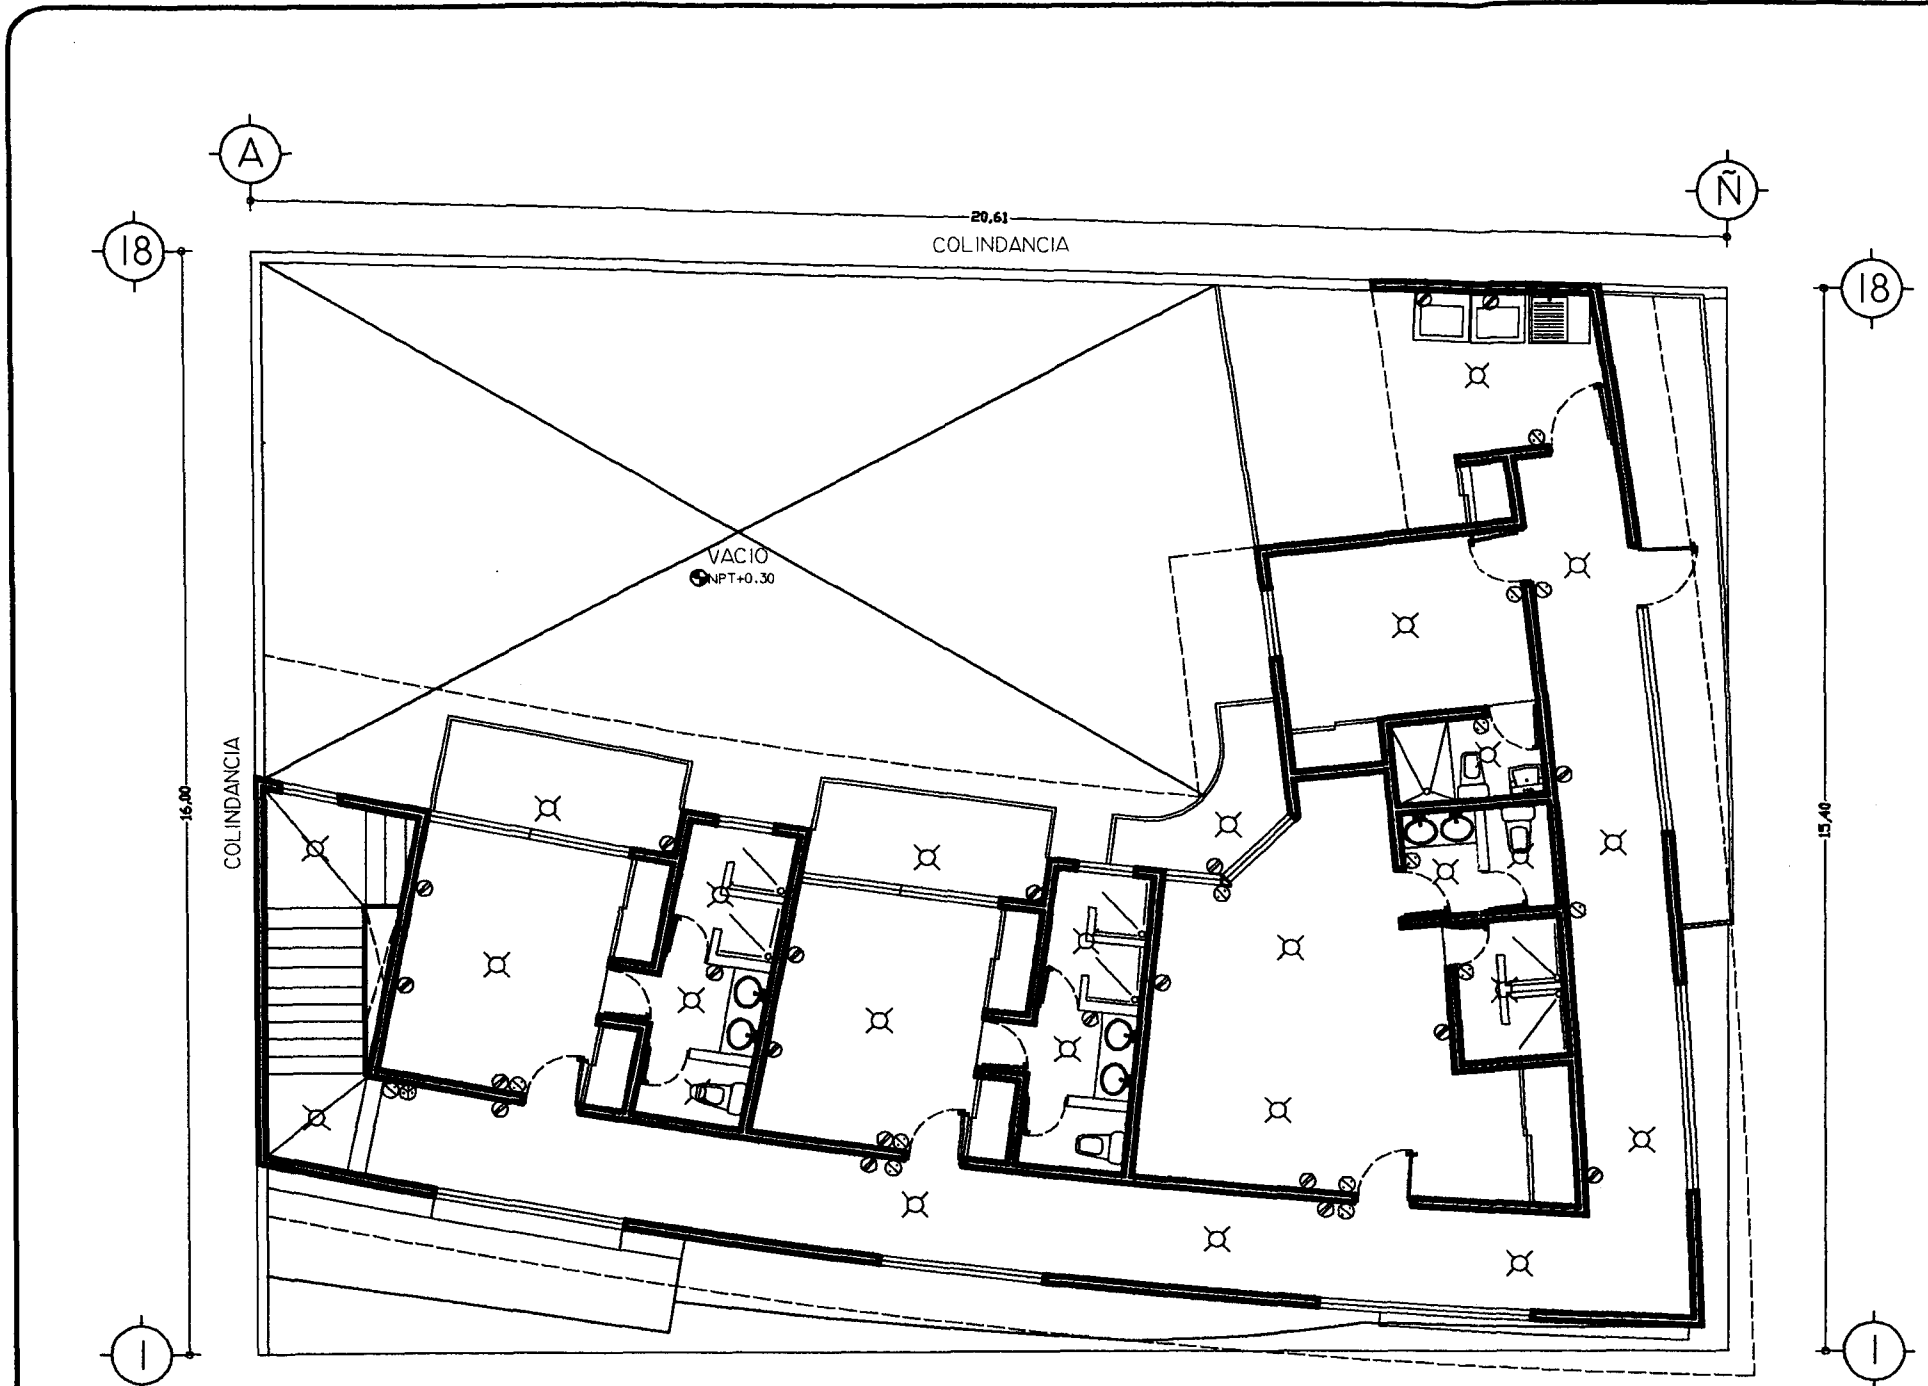 A
Ñ
20.61
COLINDANCIA
18
18
VACIO
NPT+0.30
COLINDANCIA
16.00
15.40
1
1